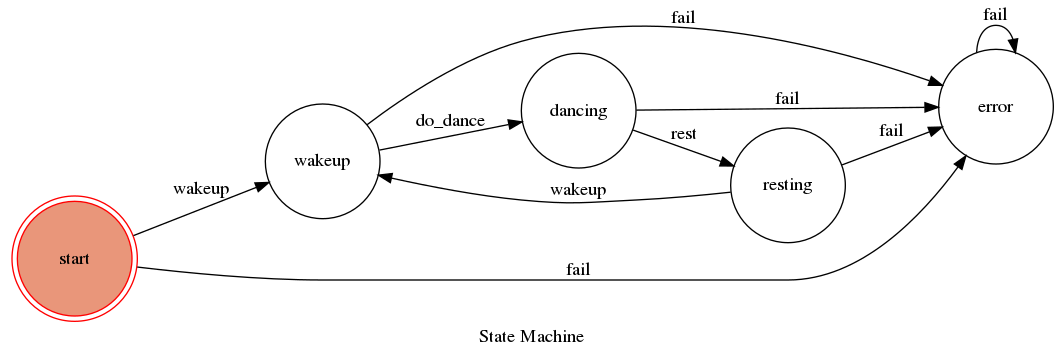 fail
fail
do_dance
dancing
fail
error
rest
fail
wakeup
wakeup
wakeup
resting
start
fail
State Machine